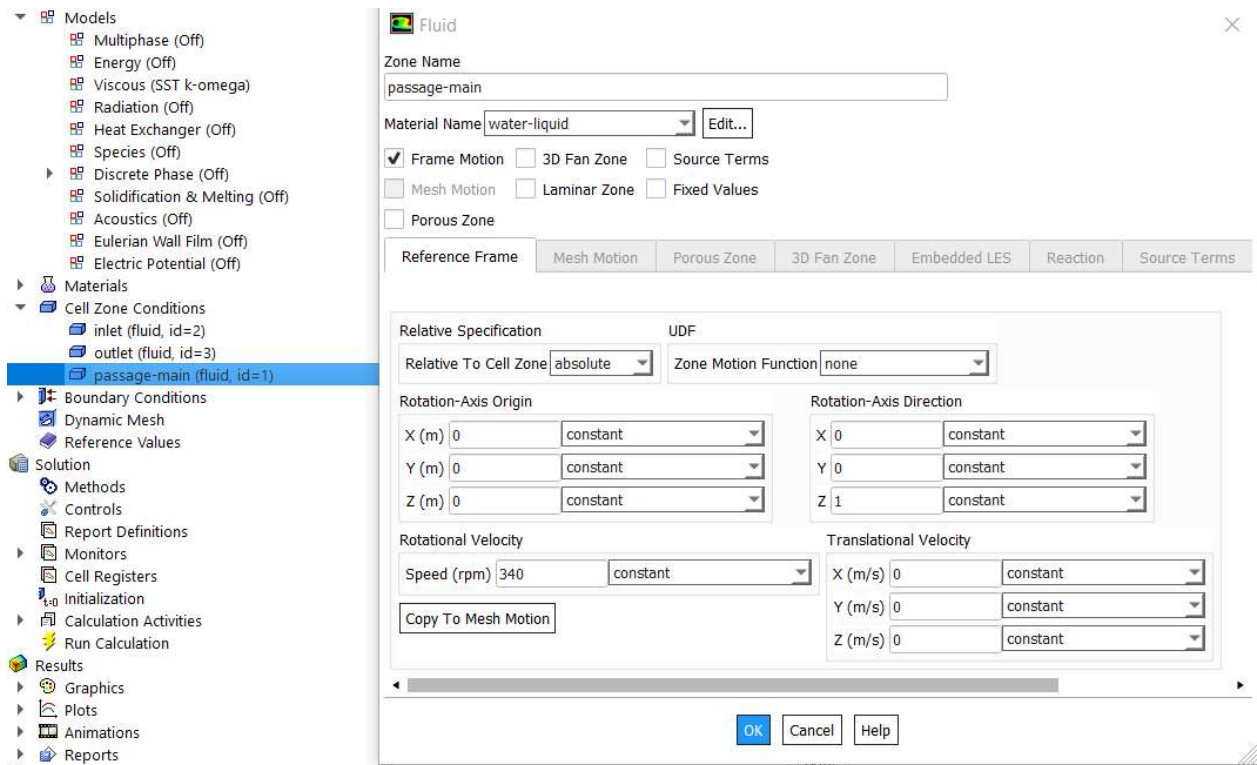 Models
Multiphase (Off)
Energy (Off)
Viscous (SST k-omega)
Radiation (Off)
Heat Exchanger (Off)
Species (Off)
Discrete Phase (Off)
Solidification & Melting (Off)
Acoustics (Off)
Eulerian Wall Film (Off)
Electric Potential (Off)
Materials
Cell Zone Conditions
inlet (fluid, id=2)
outlet (fluid, id=3)
passage-main (fluid, id=1)
Boundary Conditions
Dynamic Mesh
Reference Values
Solution
Methods
Controls
Report Definitions
Monitors
Cell Registers
t=0 Initialization
Calculation Activities
Run Calculation
Results
Graphics
Plots
Animations
Reports
Fluid
Zone Name
passage-main
Material Name water-liquid Edit...
Frame Motion 3D Fan Zone Source Terms
Mesh Motion Laminar Zone Fixed Values
Porous Zone
Reference Frame Mesh Motion Porous Zone 3D Fan Zone Embedded LES Reaction Source Terms
Relative Specification UDF
Relative To Cell Zone absolute Zone Motion Function none
Rotation-Axis Origin Rotation-Axis Direction
X (m) 0 constant X 0 constant
Y (m) 0 constant Y 0 constant
Z (m) 0 constant Z 1 constant
Rotational Velocity Translational Velocity
Speed (rpm) 340 constant X (m/s) 0 constant
Copy To Mesh Motion Y (m/s) 0 constant
Z (m/s) 0 constant
OK Cancel Help